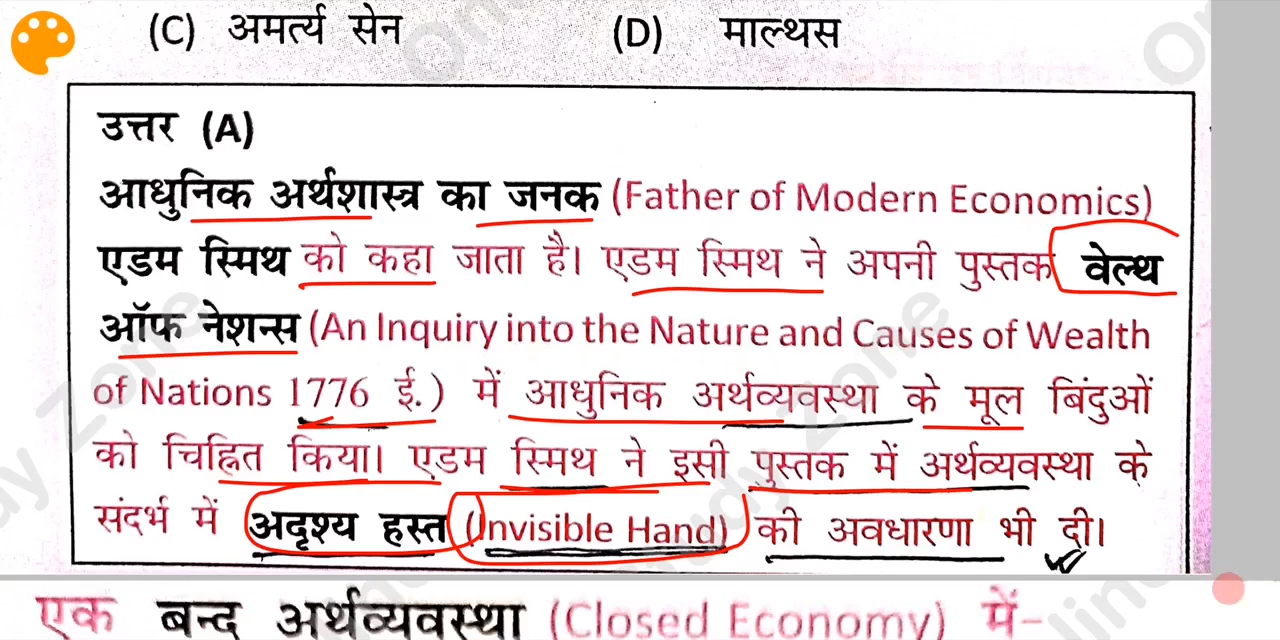 (C) अमर्त्य सेन (D) माल्थस
उत्तर (A)
आधुनिक अर्थशास्त्र का जनक (Father of Modern Economics)
एडम स्मिथ को कहा जाता है। एडम स्मिथ ने अपनी पुस्तक वेल्थ
ऑफ नेशन्स (An Inquiry into the Nature and Causes of Wealth
of Nations 1776 ई.) में आधुनिक अर्थव्यवस्था के मूल बिंदुओं
को चिह्नित किया। एडम स्मिथ ने इसी पुस्तक में अर्थव्यवस्था के
संदर्भ में अदृश्य हस्त (Invisible Hand) की अवधारणा भी दी।
एक बन्द अर्थव्यवस्था (Closed Economy) में-